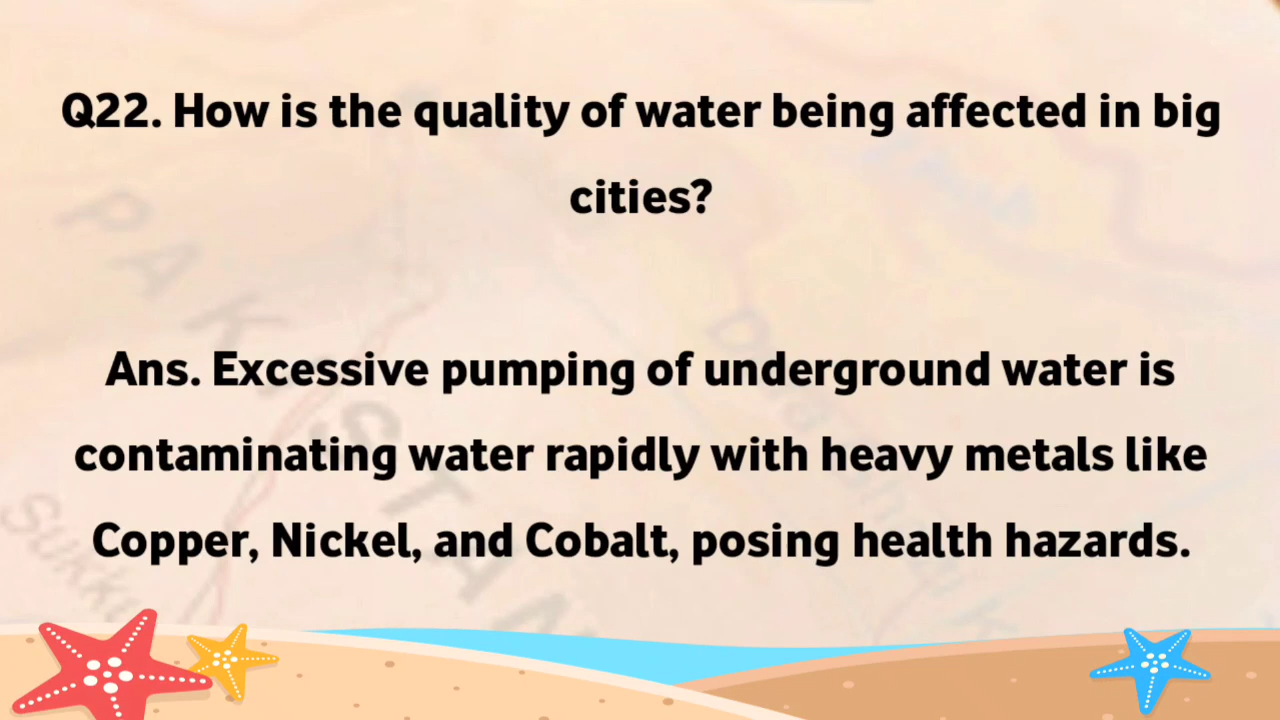 Q22. How is the quality of water being affected in big
cities?
Ans. Excessive pumping of underground water is
contaminating water rapidly with heavy metals like
Copper, Nickel, and Cobalt, posing health hazards.
PAKISTAN